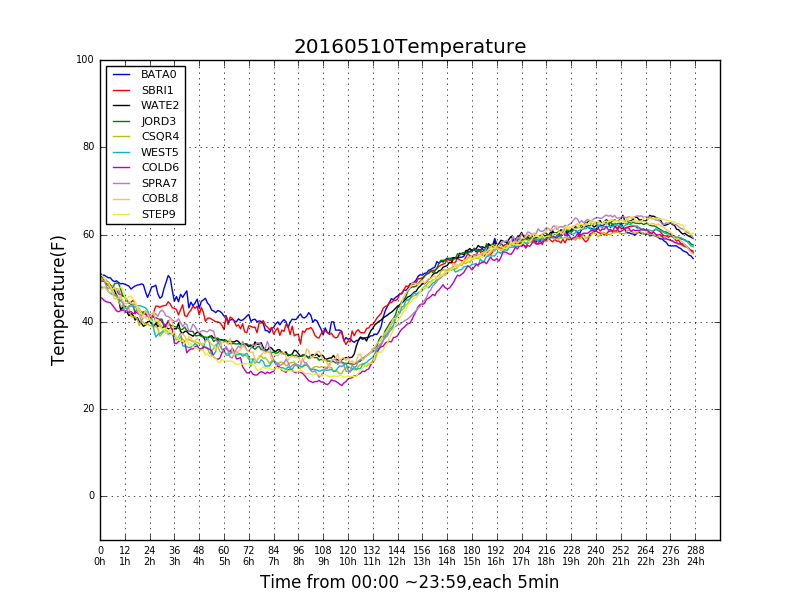 20160510Temperature
100
80
60
40
20
0
Temperature(F)
BATA0
SBRI1
WATE2
JORD3
CSQR4
WEST5
COLD6
SPRA7
COBL8
STEP9
0 12 24 36 48 60 72 84 96 108 120 132 144 156 168 180 192 204 216 228 240 252 264 276 288
0h 1h 2h 3h 4h 5h 6h 7h 8h 9h 10h 11h 12h 13h 14h 15h 16h 17h 18h 19h 20h 21h 22h 23h 24h
Time from 00:00 ~23:59,each 5min